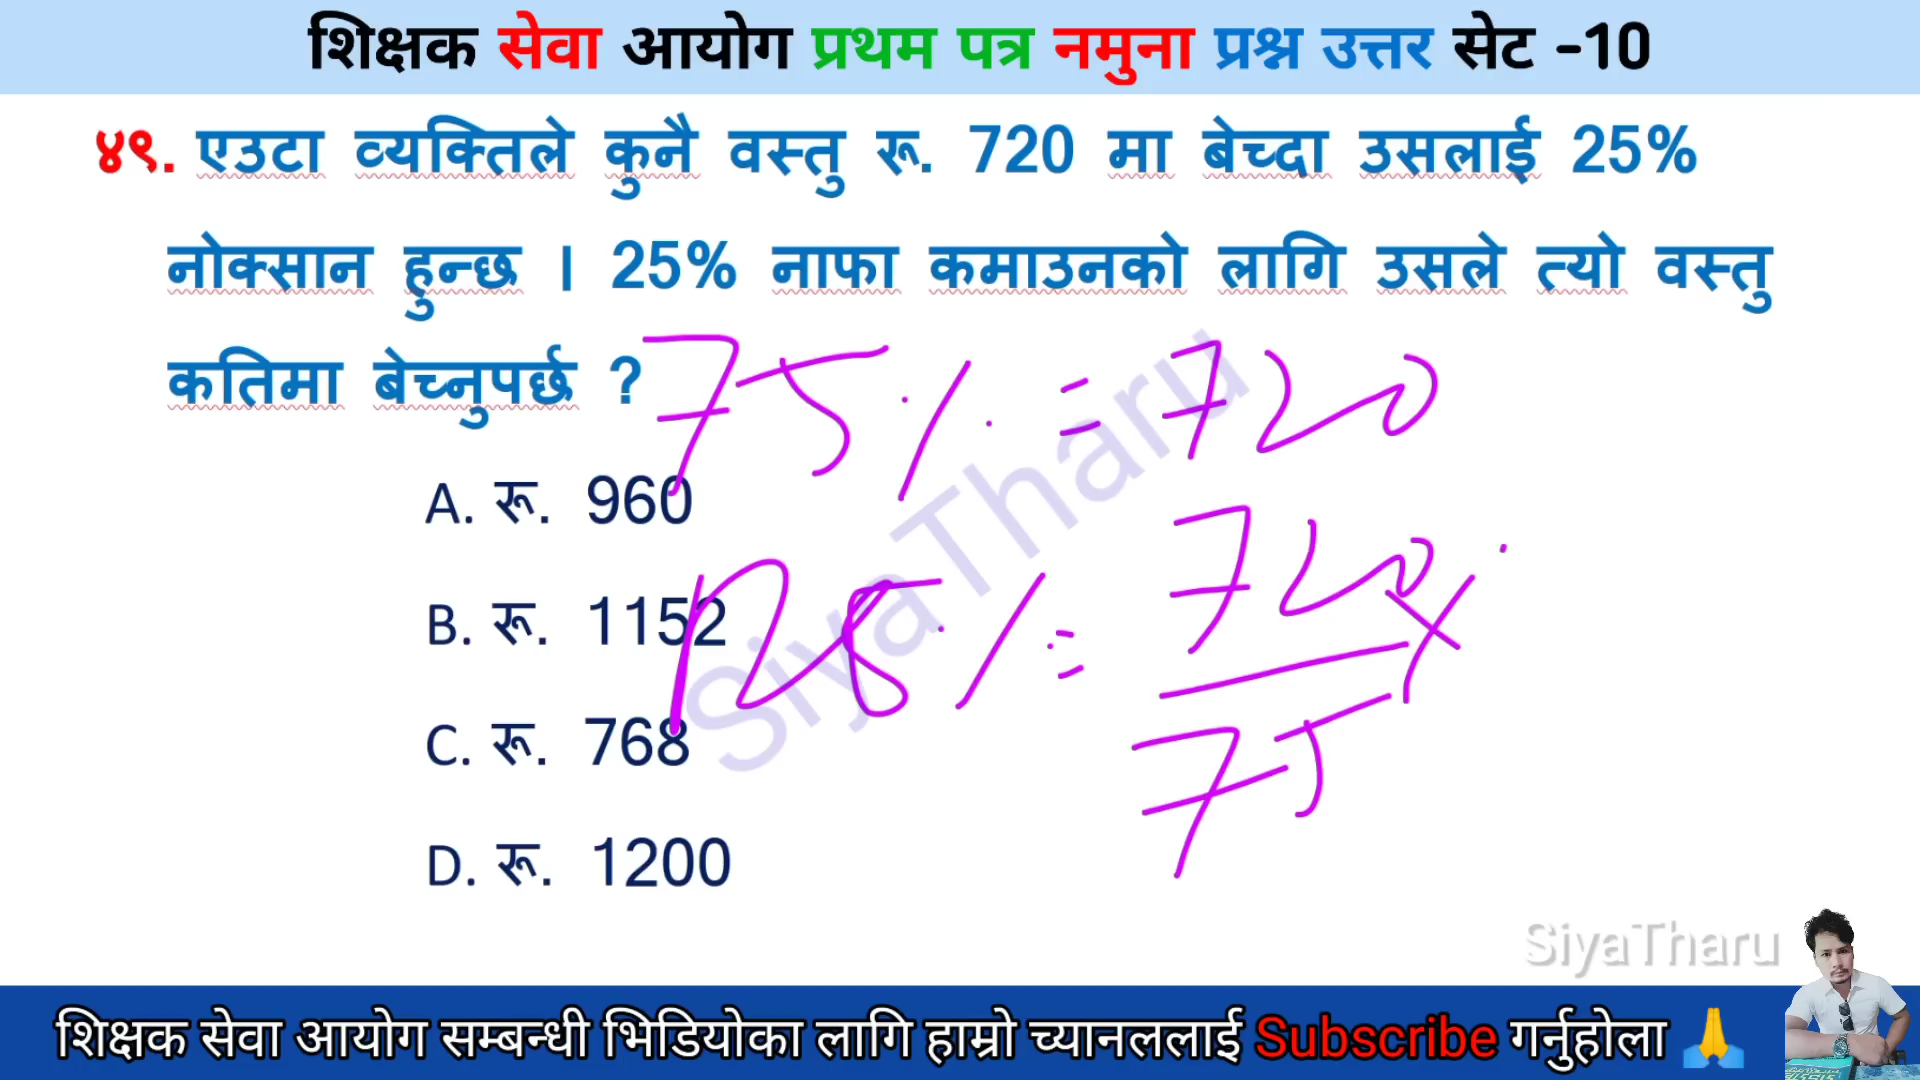 शिक्षक सेवा आयोग प्रथम पत्र नमुना प्रश्न उत्तर सेट -10
४९. एउटा व्यक्तिले कुनै वस्तु रू. 720 मा बेच्दा उसलाई 25%
नोक्सान हुन्छ । 25% नाफा कमाउनको लागि उसले त्यो वस्तु
कतिमा बेच्नुपर्छ ?
75% = 720
A. रू. 960
125% = 720 ×
75
B. रू. 1152
C. रू. 768
D. रू. 1200
SiyaTharu
SiyaTharu
शिक्षक सेवा आयोग सम्बन्धी भिडियोका लागि हाम्रो च्यानललाई Subscribe गर्नुहोला 🙏